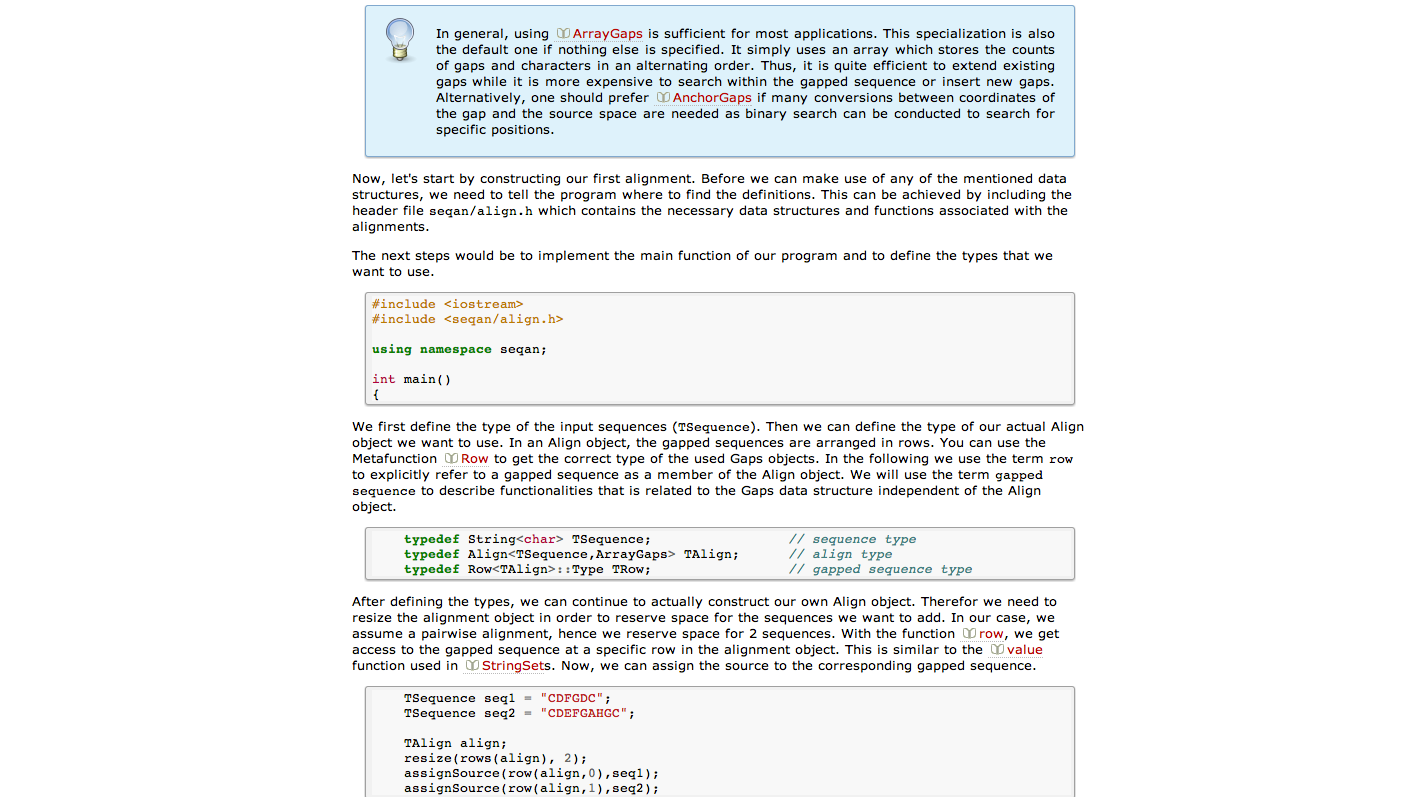 In general, using ArrayGaps is sufficient for most applications. This specialization is also
the default one if nothing else is specified. It simply uses an array which stores the counts
of gaps and characters in an alternating order. Thus, it is quite efficient to extend existing
gaps while it is more expensive to search within the gapped sequence or insert new gaps.
Alternatively, one should prefer AnchorGaps if many conversions between coordinates of
the gap and the source space are needed as binary search can be conducted to search for
specific positions.
Now, let's start by constructing our first alignment. Before we can make use of any of the mentioned data
structures, we need to tell the program where to find the definitions. This can be achieved by including the
header file seqan/align.h which contains the necessary data structures and functions associated with the
alignments.
The next steps would be to implement the main function of our program and to define the types that we
want to use.
#include <iostream>
#include <seqan/align.h>
using namespace seqan;
int main()
{
We first define the type of the input sequences (TSequence). Then we can define the type of our actual Align
object we want to use. In an Align object, the gapped sequences are arranged in rows. You can use the
Metafunction Row to get the correct type of the used Gaps objects. In the following we use the term row
to explicitly refer to a gapped sequence as a member of the Align object. We will use the term gapped
sequence to describe functionalities that is related to the Gaps data structure independent of the Align
object.
typedef String<char> TSequence; // sequence type
typedef Align<TSequence,ArrayGaps> TAlign; // align type
typedef Row<TAlign>::Type TRow; // gapped sequence type
After defining the types, we can continue to actually construct our own Align object. Therefor we need to
resize the alignment object in order to reserve space for the sequences we want to add. In our case, we
assume a pairwise alignment, hence we reserve space for 2 sequences. With the function row, we get
access to the gapped sequence at a specific row in the alignment object. This is similar to the value
function used in StringSets. Now, we can assign the source to the corresponding gapped sequence.
TSequence seq1 = "CDFGDC";
TSequence seq2 = "CDEFGAHGC";
TAlign align;
resize(rows(align), 2);
assignSource(row(align,0),seq1);
assignSource(row(align,1),seq2);